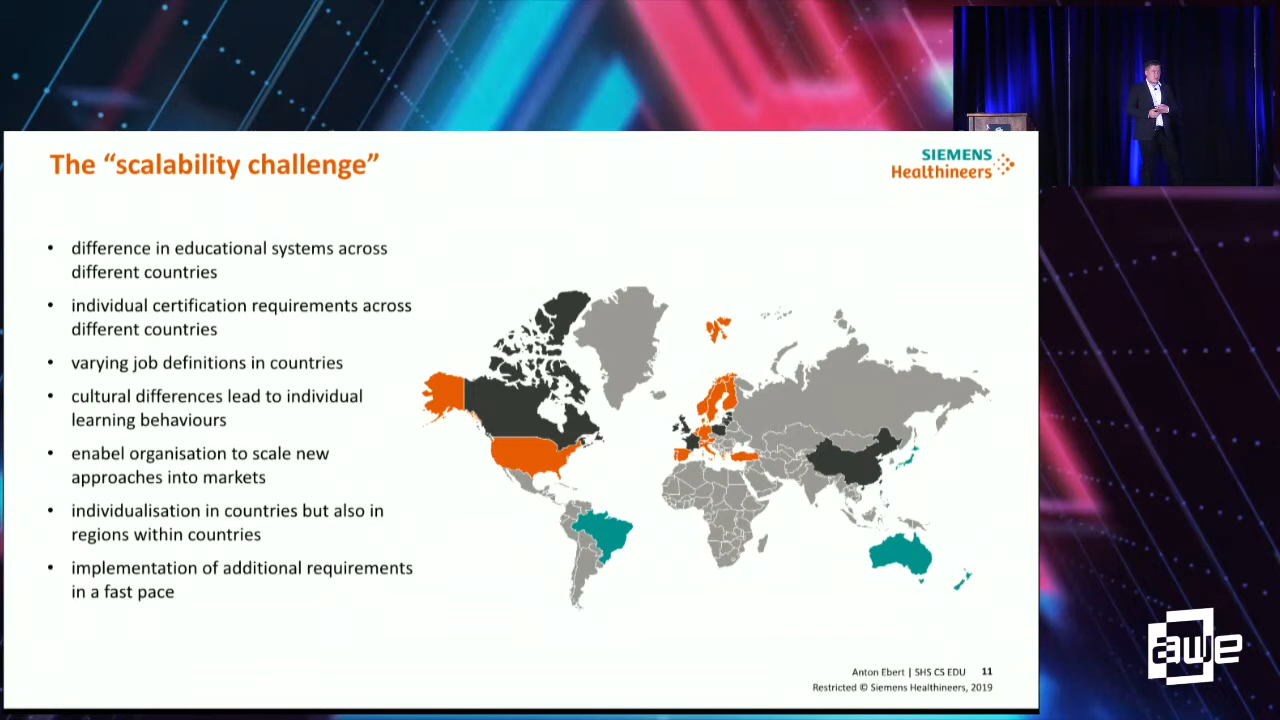 The “scalability challenge”
SIEMENS
Healthineers
• difference in educational systems across
different countries
• individual certification requirements across
different countries
• varying job definitions in countries
• cultural differences lead to individual
learning behaviours
• enabel organisation to scale new
approaches into markets
• individualisation in countries but also in
regions within countries
• implementation of additional requirements
in a fast pace
Anton Ebert | SHS CS EDU 11
Restricted © Siemens Healthineers, 2019
awe